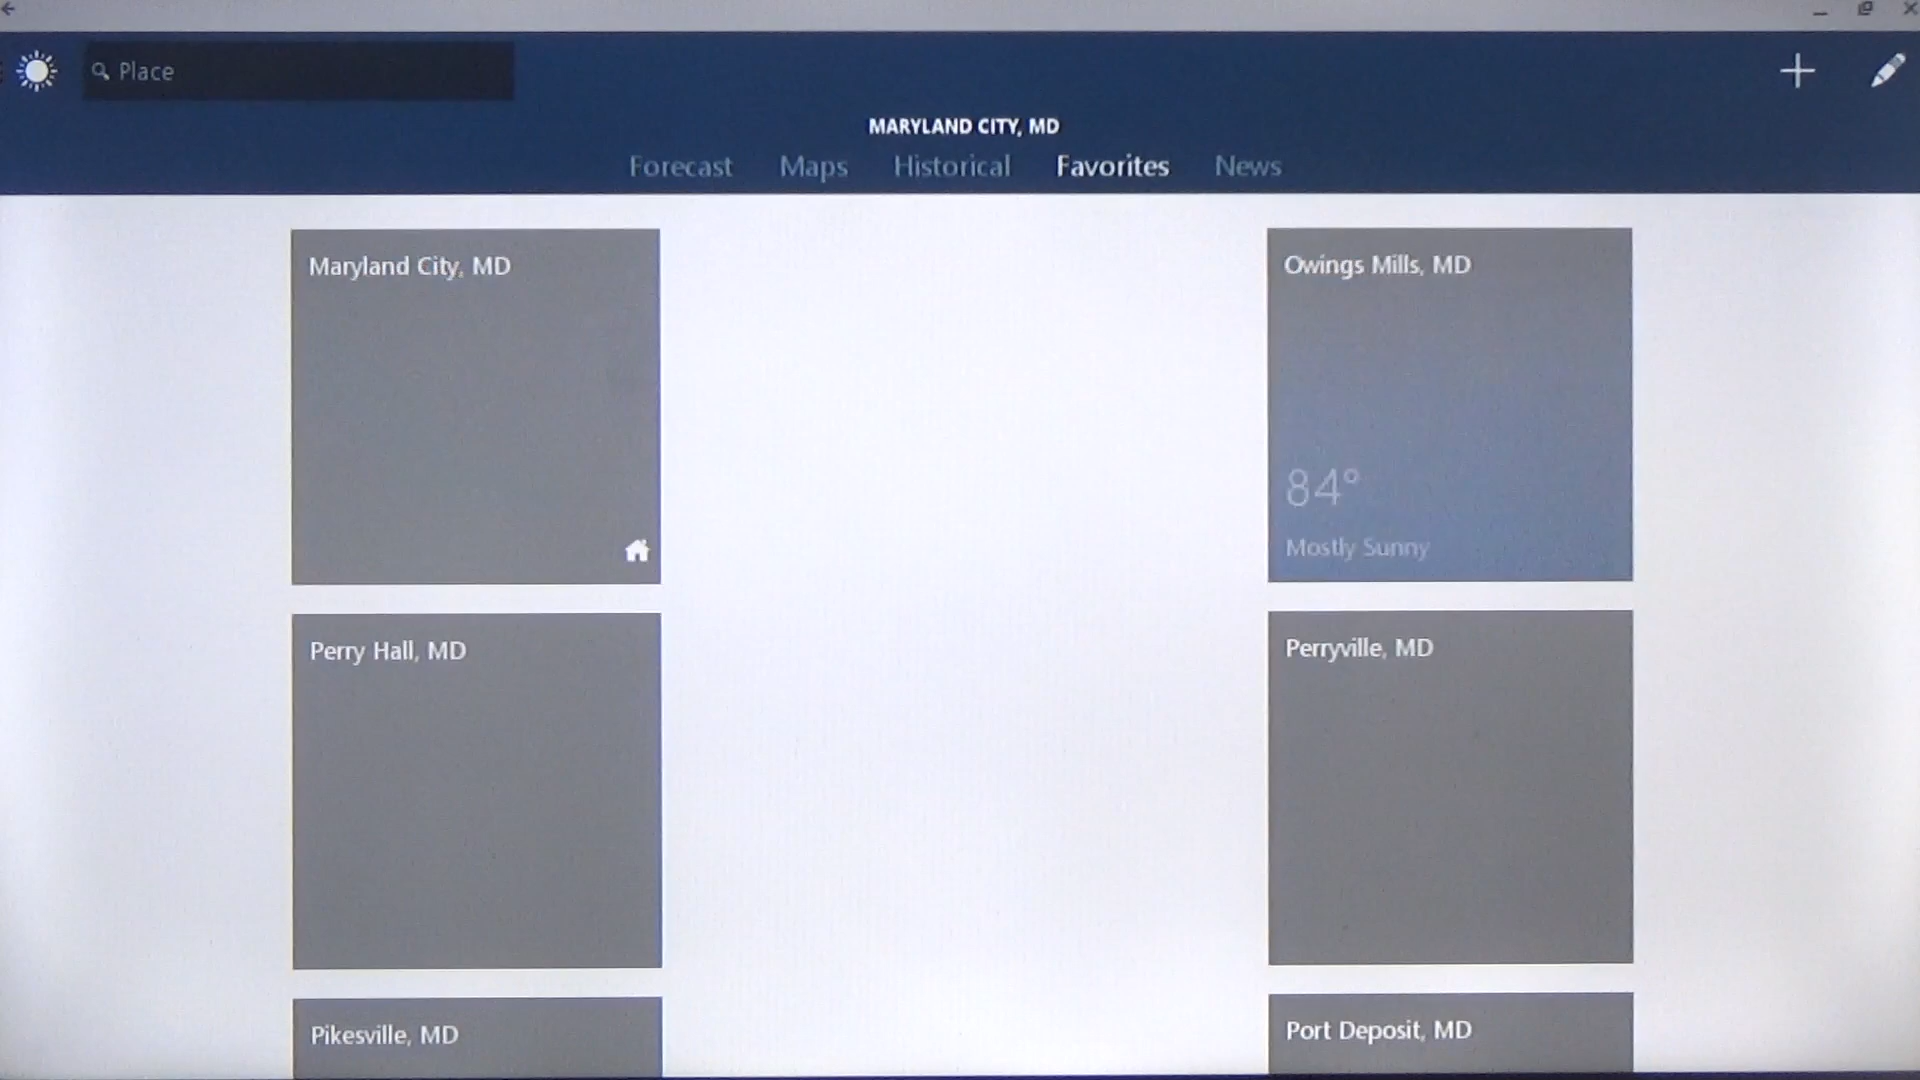 Place
MARYLAND CITY, MD
Forecast Maps Historical Favorites News
Maryland City, MD
Owings Mills, MD
84°
Mostly Sunny
Perry Hall, MD
Perryville, MD
Pikesville, MD
Port Deposit, MD